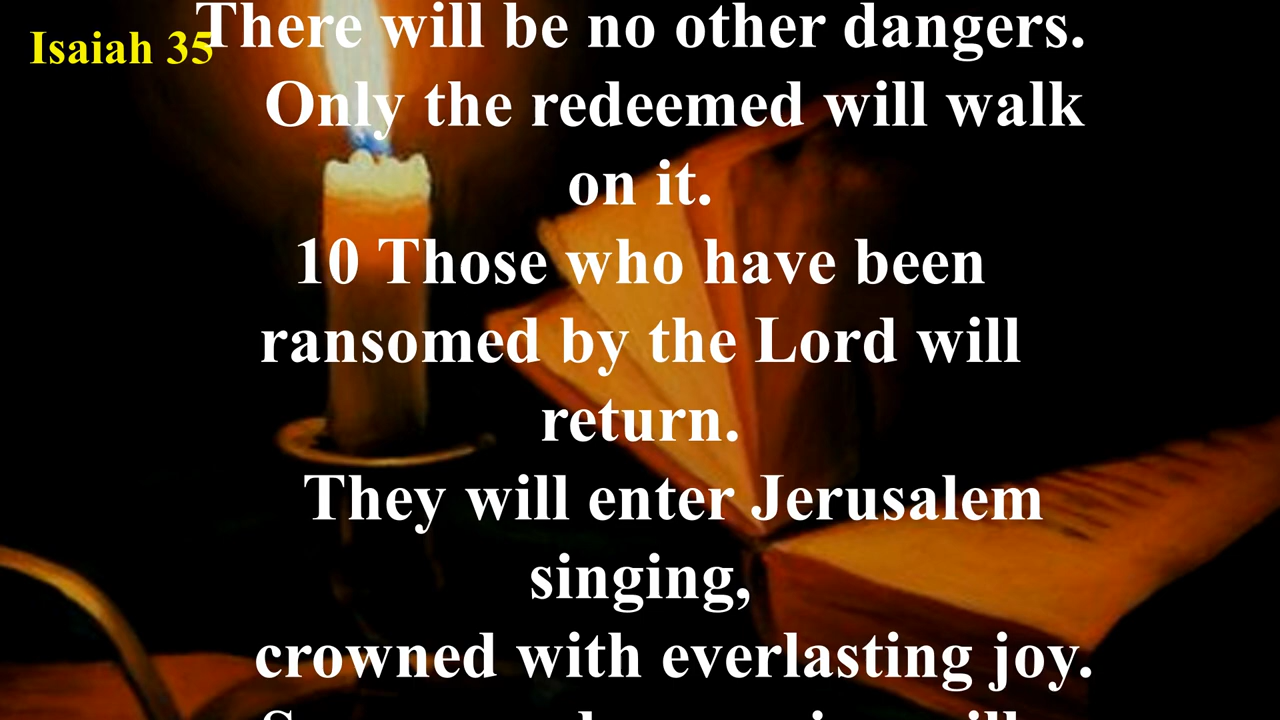 Isaiah 35
There will be no other dangers.
Only the redeemed will walk
on it.
10 Those who have been
ransomed by the Lord will
return.
They will enter Jerusalem
singing,
crowned with everlasting joy.